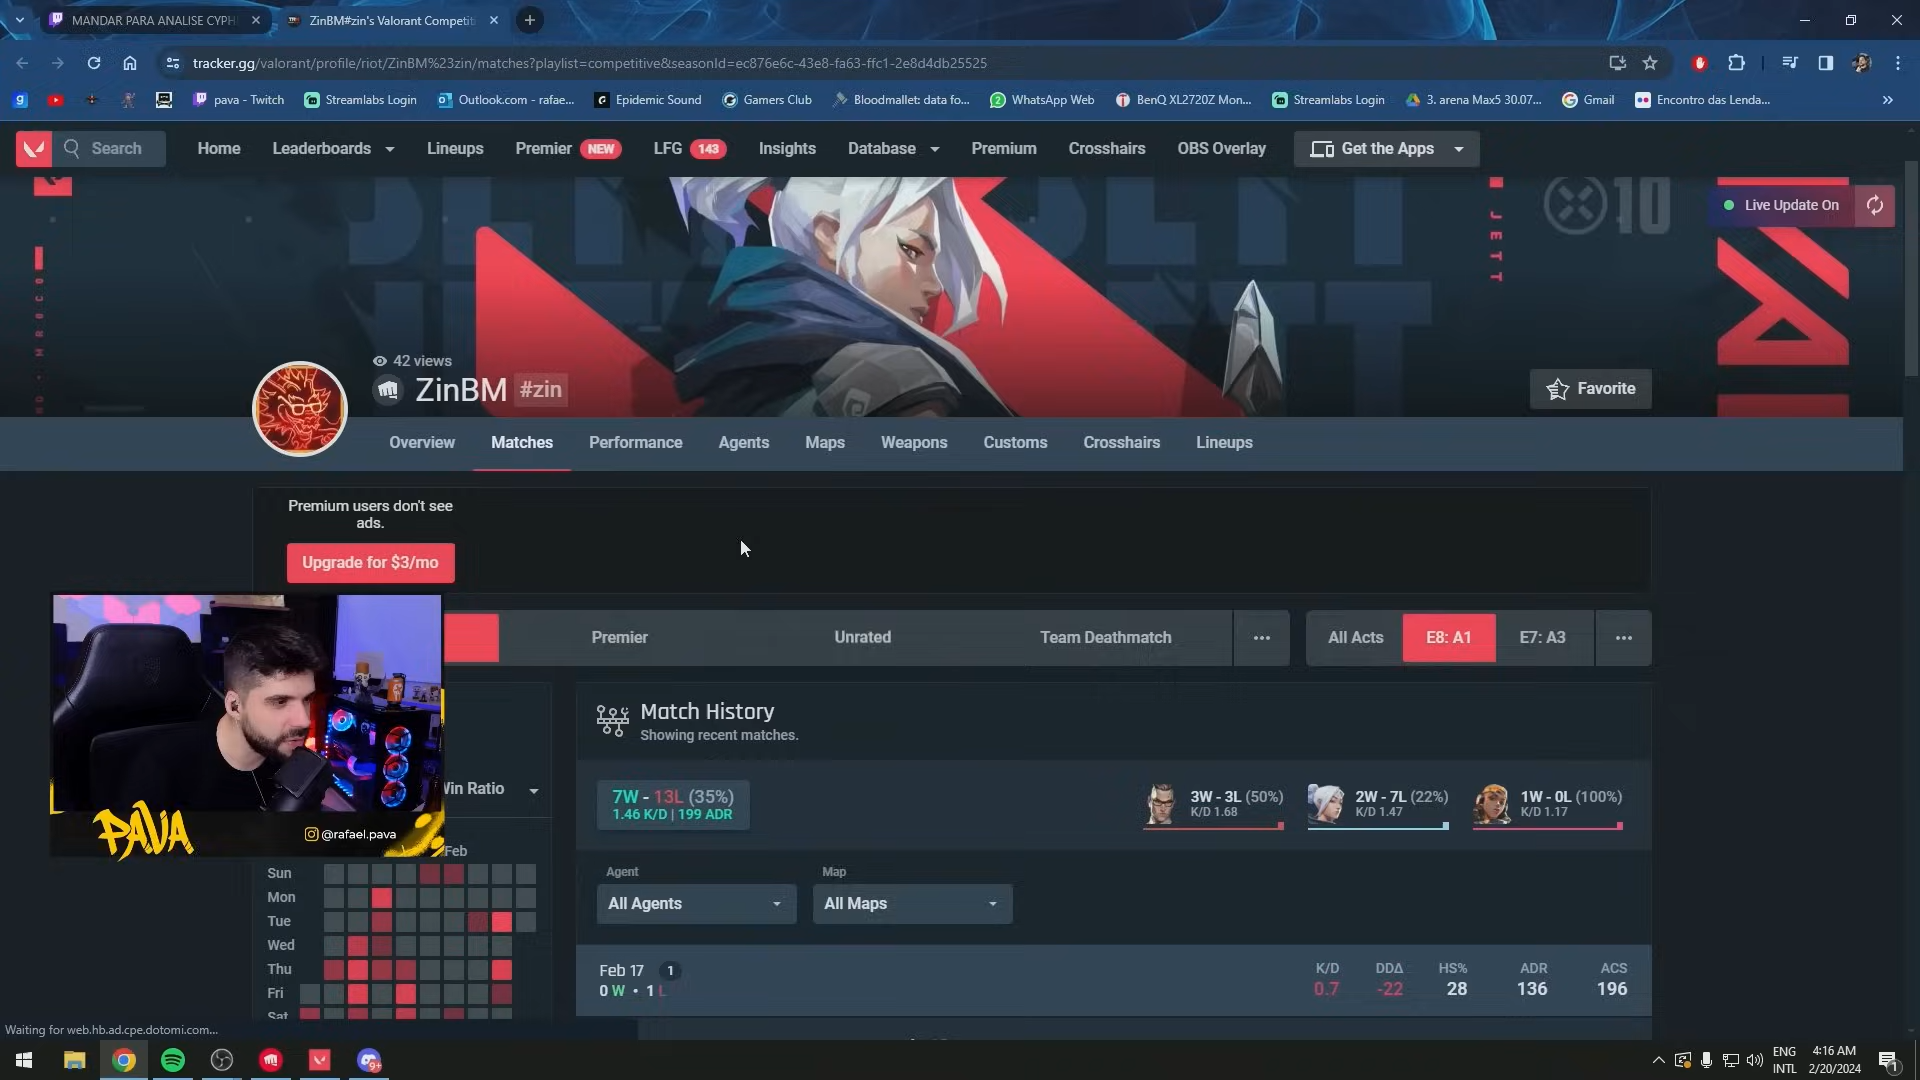 MANDAR PARA ANALISE CYPH
ZinBM#zin's Valorant Competiti
tracker.gg/valorant/profile/riot/ZinBM%23zin/matches?playlist=competitive&seasonId=ec876e6c-43e8-fa63-ffc1-2e8d4db25525
pava - Twitch
Streamlabs Login
Outlook.com - rafae...
Epidemic Sound
Gamers Club
Bloodmallet: data fo...
WhatsApp Web
BenQ XL2720Z Mon...
Streamlabs Login
3. arena Max5 30.07...
Gmail
Encontro das Lenda...
Search
Home
Leaderboards
Lineups
Premier NEW
LFG 143
Insights
Database
Premium
Crosshairs
OBS Overlay
Get the Apps
JETT
10
Live Update On
42 views
ZinBM #zin
Favorite
Overview
Matches
Performance
Agents
Maps
Weapons
Customs
Crosshairs
Lineups
Premium users don't see
ads.
Upgrade for $3/mo
Premier
Unrated
Team Deathmatch
All Acts
E8: A1
E7: A3
Match History
Showing recent matches.
7W - 13L (35%)
1.46 K/D | 199 ADR
3W - 3L (50%)
K/D 1.68
2W - 7L (22%)
K/D 1.47
1W - 0L (100%)
K/D 1.17
Win Ratio
PAVA
@rafael.pava
Feb
Sun
Mon
Tue
Wed
Thu
Fri
Sat
Agent
All Agents
Map
All Maps
Feb 17 1
0 W • 1 L
K/D
0.7
DDΔ
-22
HS%
28
ADR
136
ACS
196
Waiting for web.hb.ad.cpe.dotomi.com...
9+
ENG
INTL
4:16 AM
2/20/2024
1